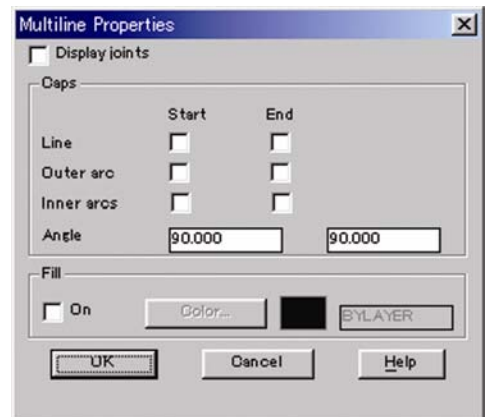 Multiline Properties
Display joints
Caps
Start End
Line
Outer arc
Inner arcs
Angle 90.000 90.000
Fill
On Color... BYLAYER
OK Cancel Help